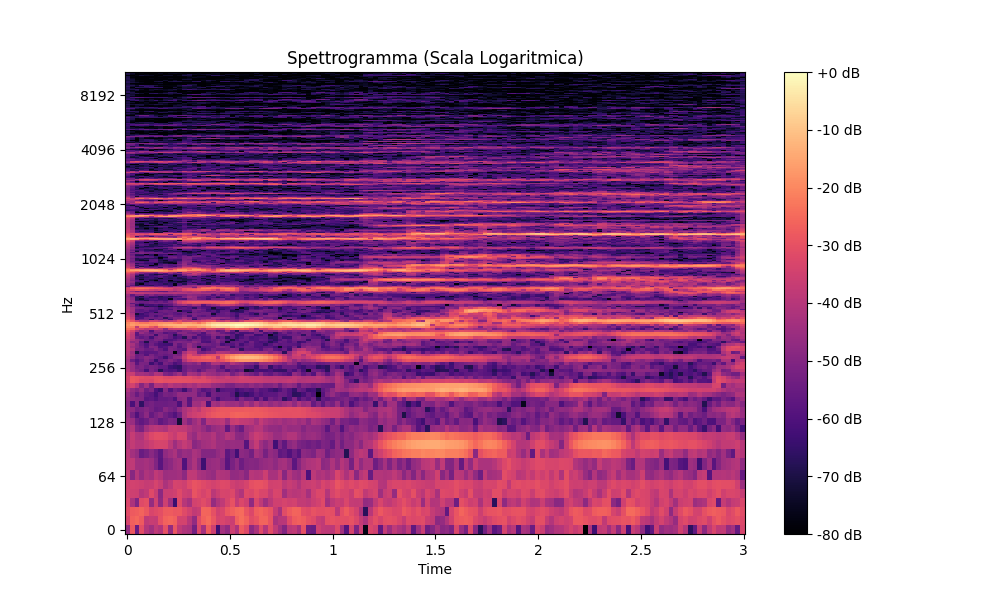 Spettrogramma (Scala Logaritmica)
8192
4096
2048
1024
512
256
128
64
0
Hz
0
0.5
1
1.5
2
2.5
3
Time
+0 dB
-10 dB
-20 dB
-30 dB
-40 dB
-50 dB
-60 dB
-70 dB
-80 dB